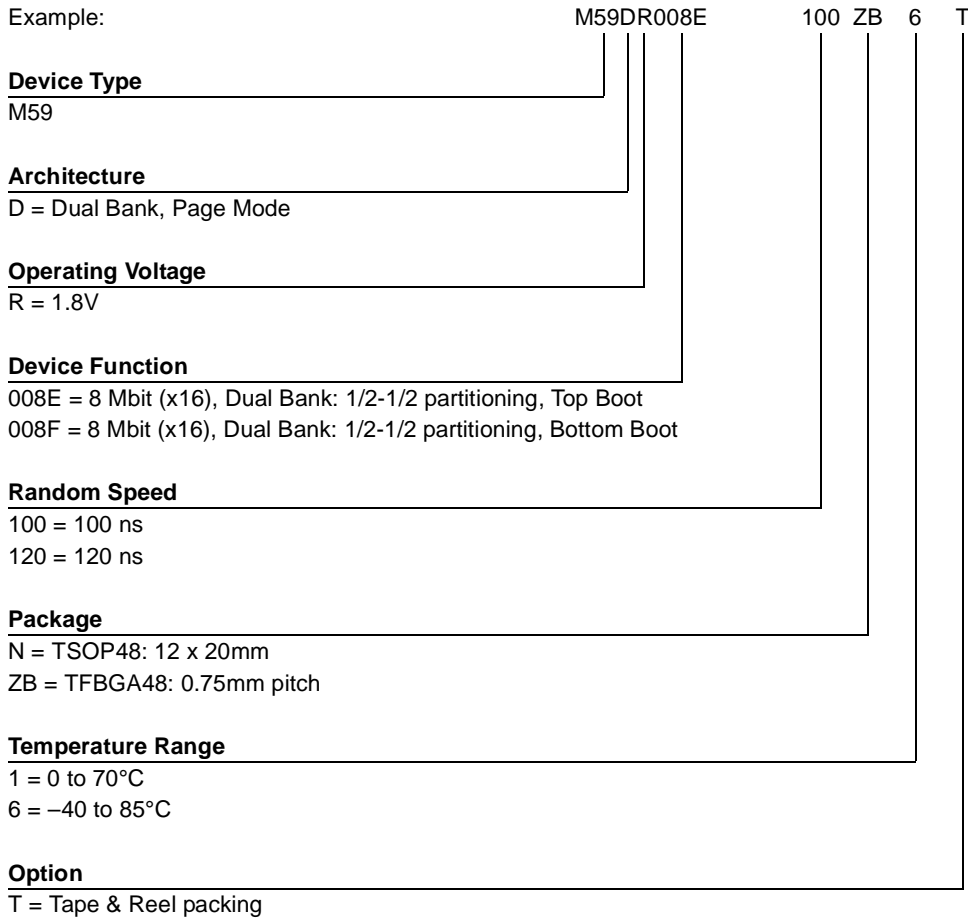 Example: M59DR008E 100 ZB 6 T
Device Type
M59
Architecture
D = Dual Bank, Page Mode
Operating Voltage
R = 1.8V
Device Function
008E = 8 Mbit (x16), Dual Bank: 1/2-1/2 partitioning, Top Boot
008F = 8 Mbit (x16), Dual Bank: 1/2-1/2 partitioning, Bottom Boot
Random Speed
100 = 100 ns
120 = 120 ns
Package
N = TSOP48: 12 x 20mm
ZB = TFBGA48: 0.75mm pitch
Temperature Range
1 = 0 to 70°C
6 = –40 to 85°C
Option
T = Tape & Reel packing